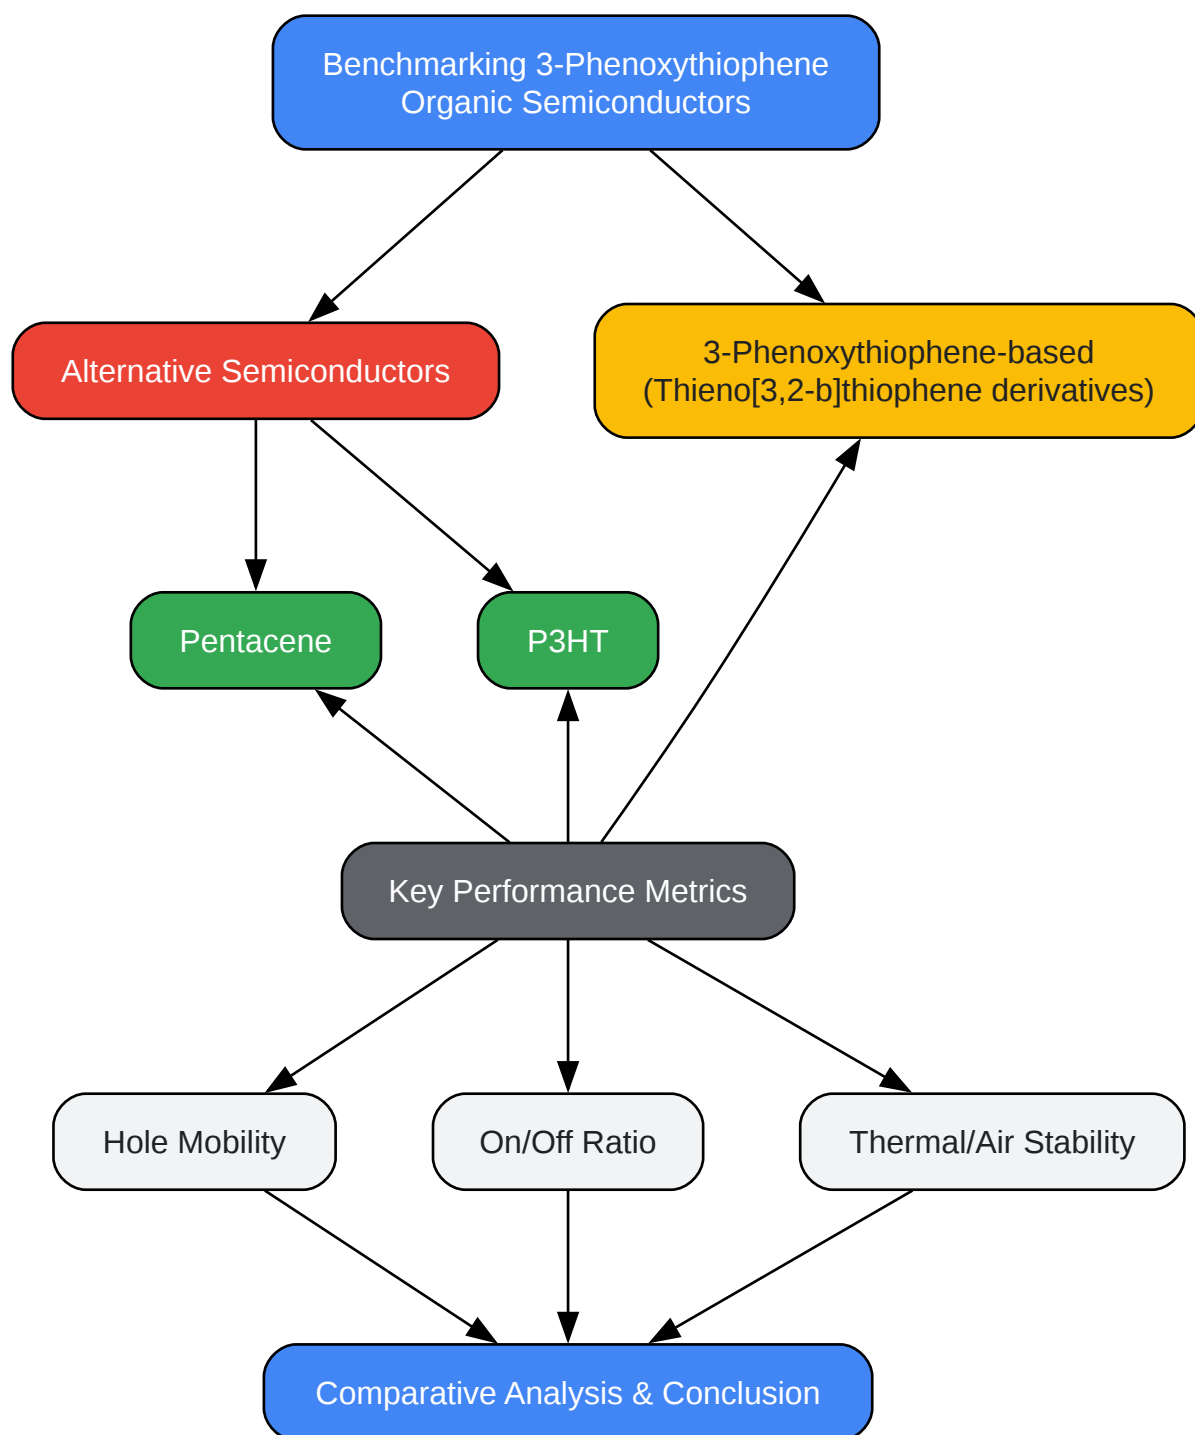 Benchmarking 3-Phenoxythiophene
Organic Semiconductors
Alternative Semiconductors
3-Phenoxythiophene-based
(Thieno[3,2-b]thiophene derivatives)
Pentacene
P3HT
Key Performance Metrics
Hole Mobility
On/Off Ratio
Thermal/Air Stability
Comparative Analysis & Conclusion